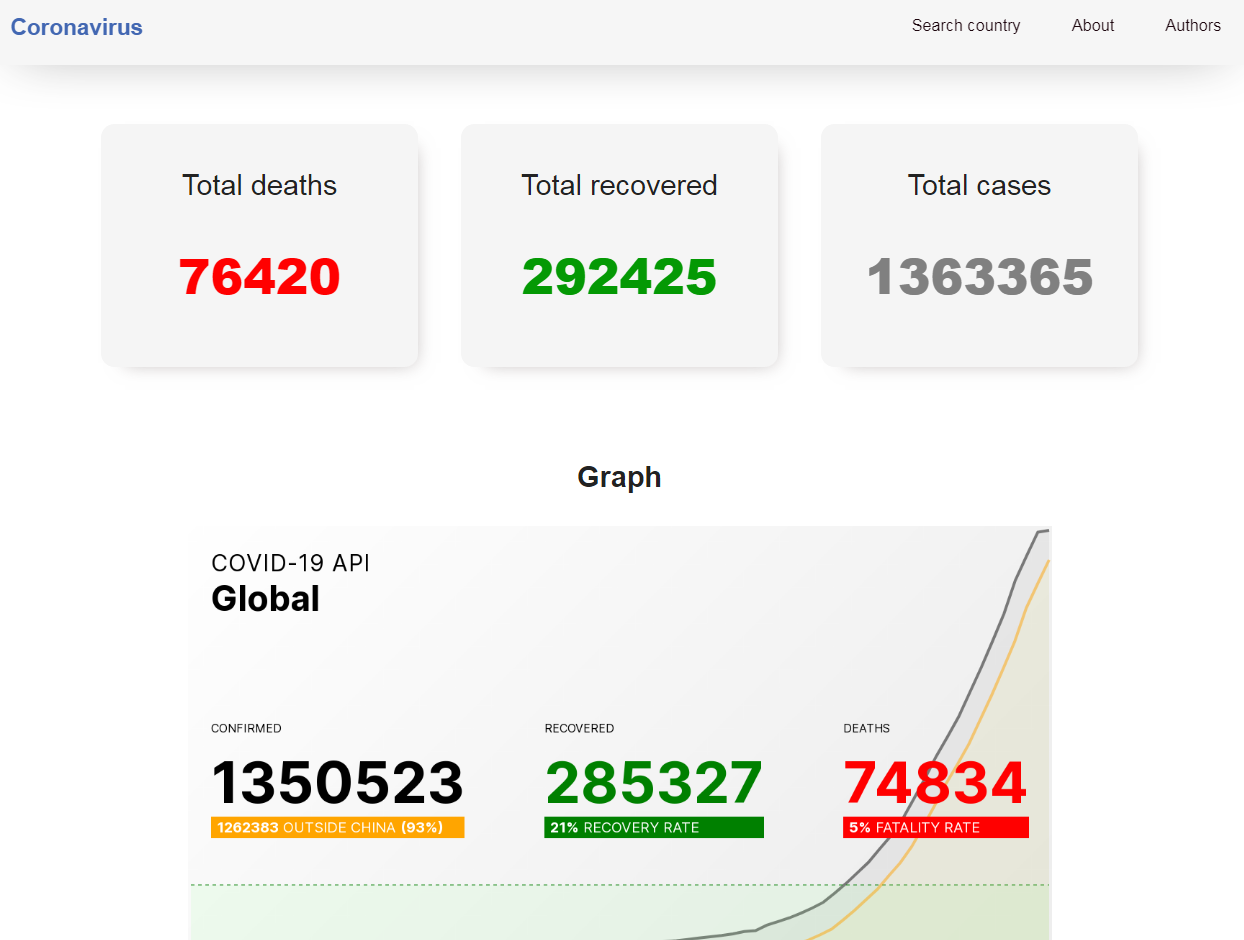 Coronavirus Search country About Authors
Total deaths Total recovered Total cases
76420 292425 1363365
Graph
COVID-19 API
Global
CONFIRMED RECOVERED DEATHS
1350523 285327 74834
1262383 OUTSIDE CHINA (93%) 21% RECOVERY RATE 5% FATALITY RATE